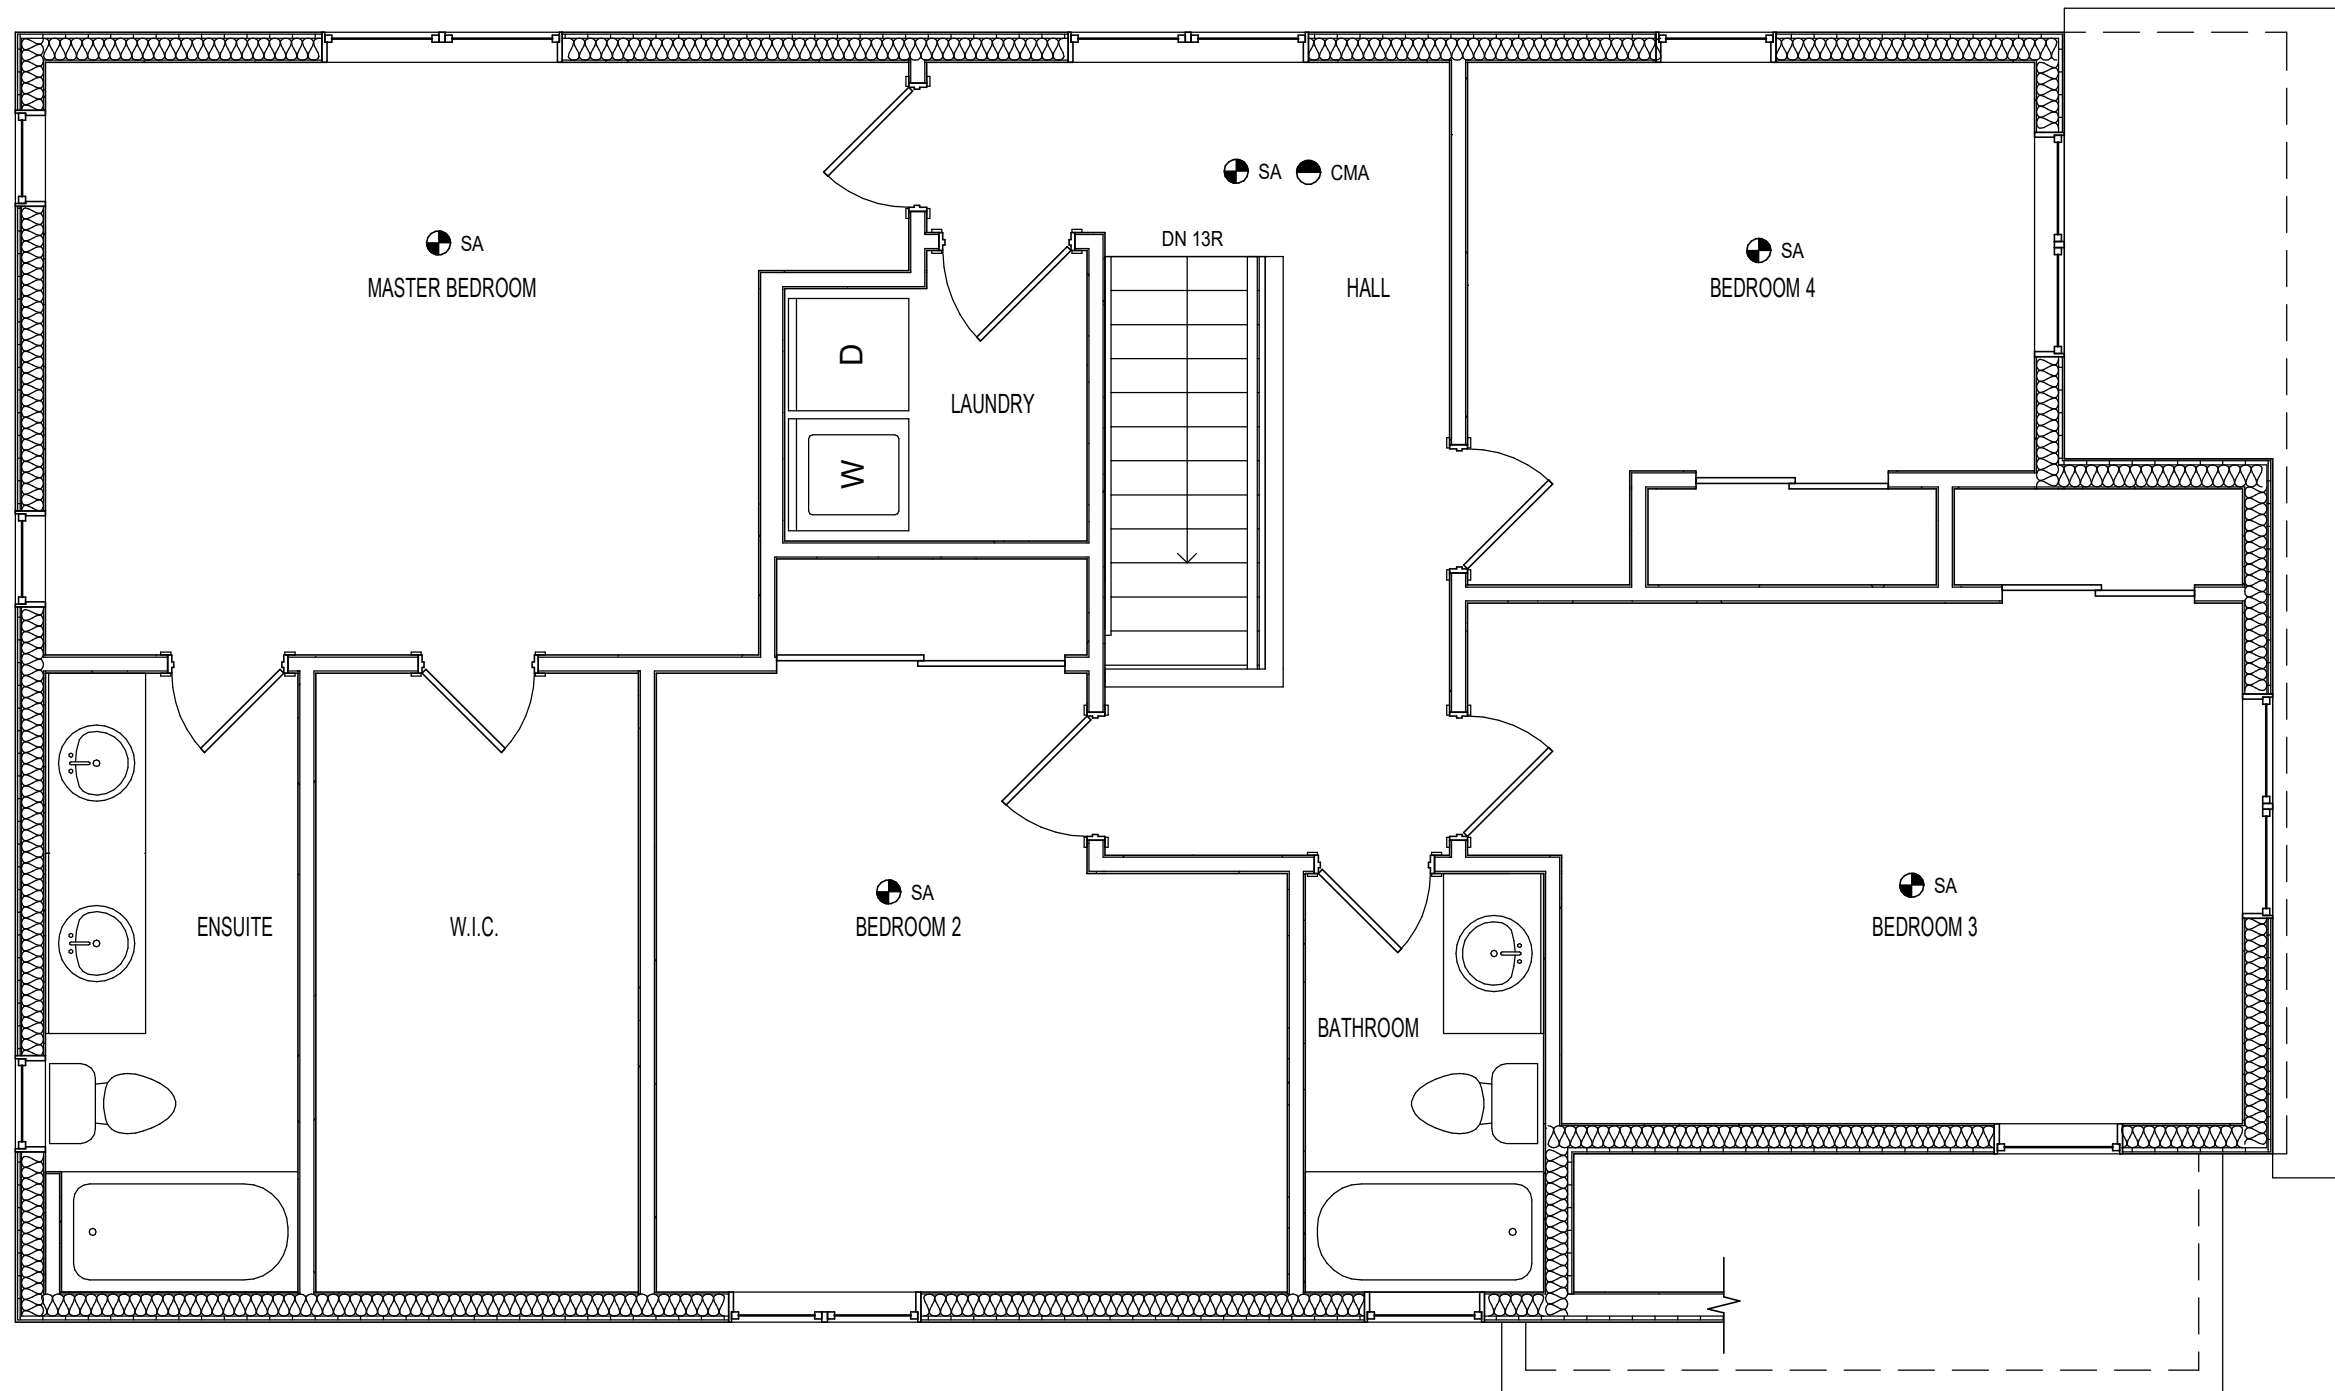 SA
CMA
DN 13R
SA
MASTER BEDROOM
HALL
SA
BEDROOM 4
D
LAUNDRY
W
SA
BEDROOM 2
SA
BEDROOM 3
ENSUITE
W.I.C.
BATHROOM